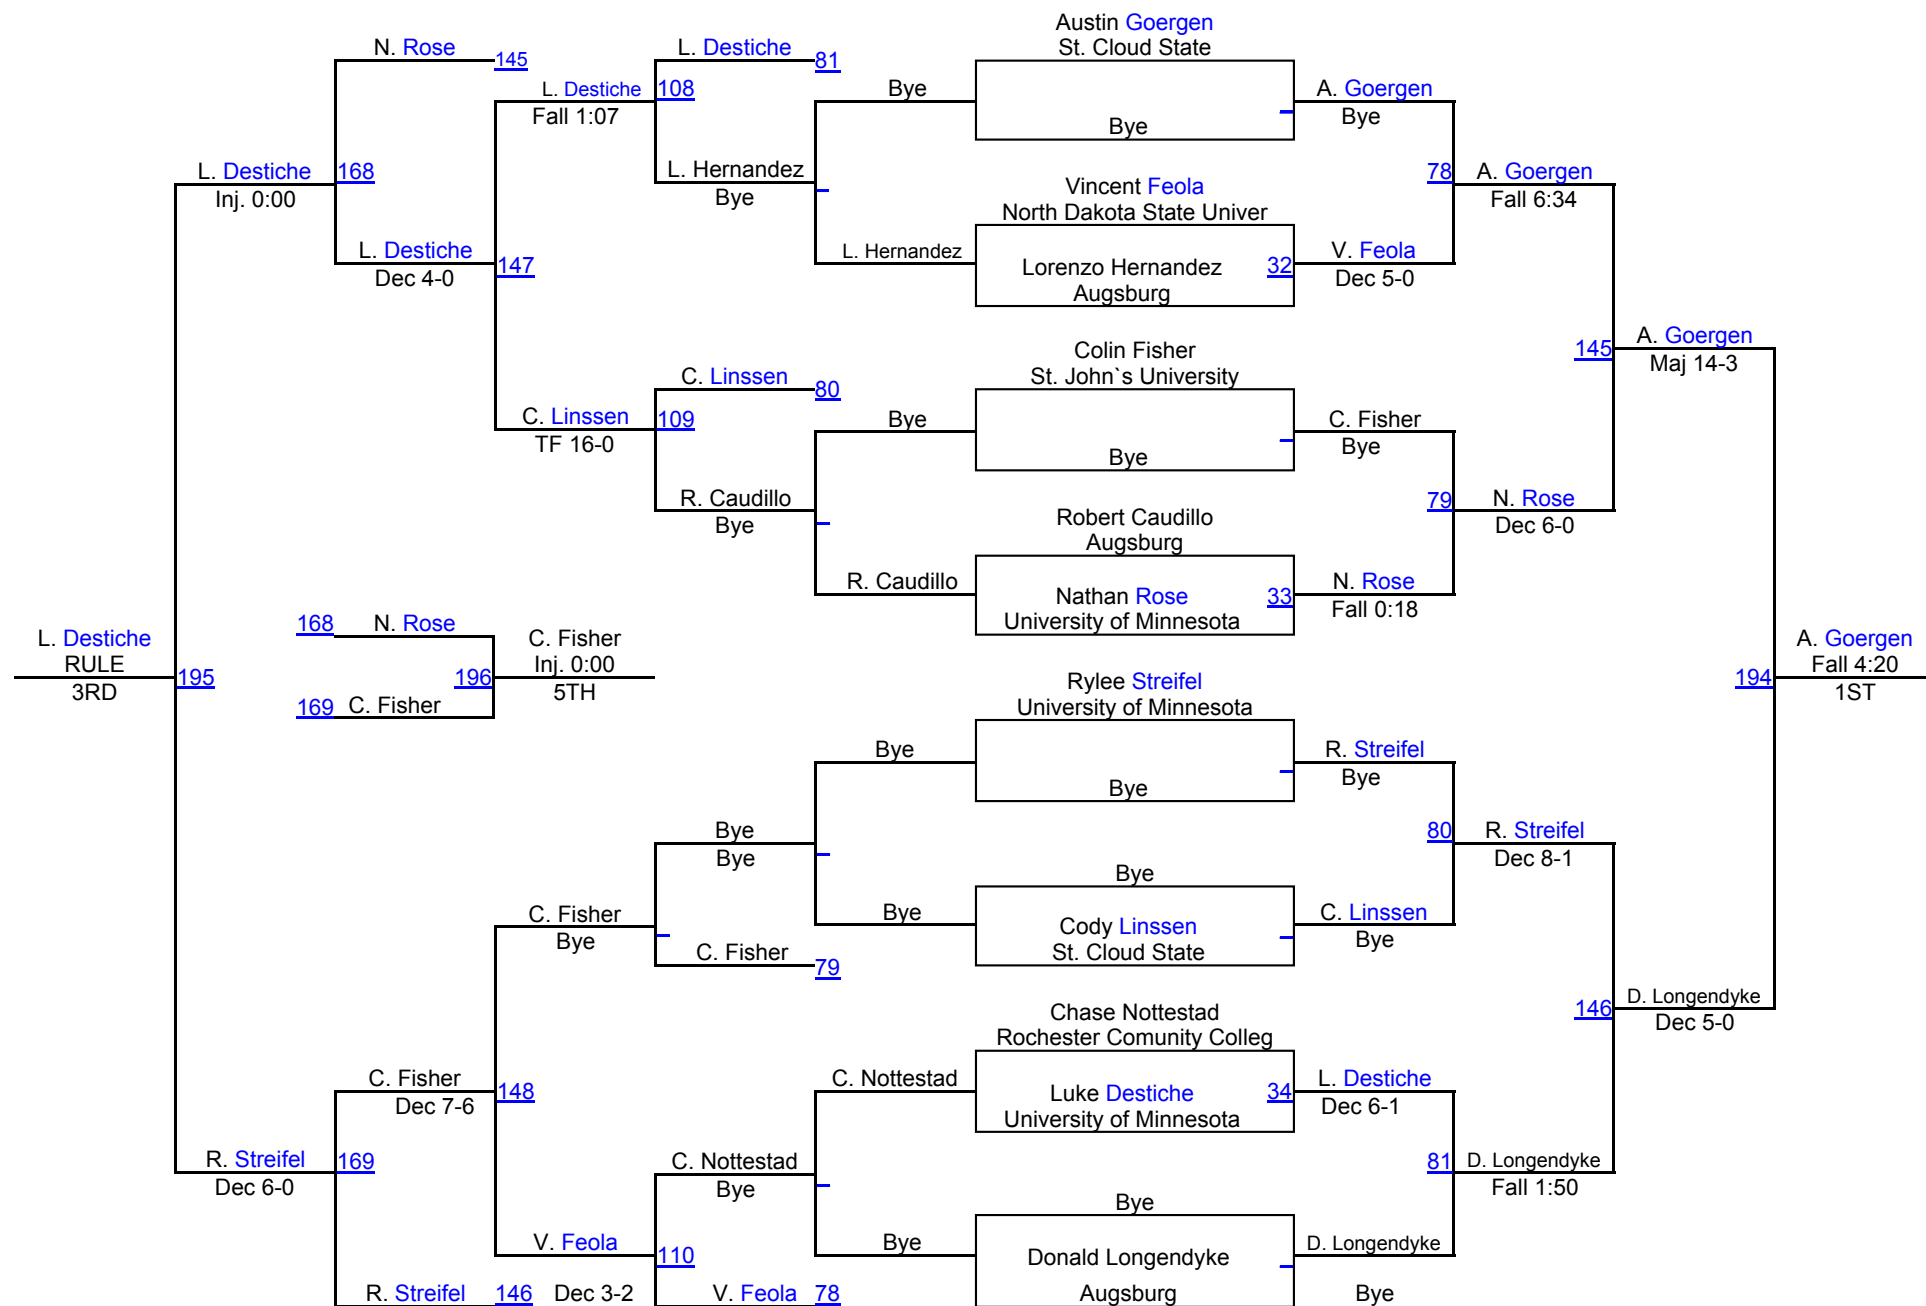 Austin Goergen
N. Rose
L. Destiche
St. Cloud State
145
81
L. Destiche
108
Bye
A. Goergen
Fall 1:07
Bye
Bye
L. Destiche
168
L. Hernandez
78
A. Goergen
Inj. 0:00
Bye
Vincent Feola
Fall 6:34
North Dakota State Univer
L. Destiche
147
L. Hernandez
Lorenzo Hernandez
32
V. Feola
Dec 4-0
Augsburg
Dec 5-0
Colin Fisher
145
A. Goergen
C. Linssen
80
St. John`s University
Maj 14-3
C. Linssen
109
Bye
C. Fisher
TF 16-0
Bye
Bye
R. Caudillo
79
N. Rose
Bye
Robert Caudillo
Dec 6-0
Augsburg
R. Caudillo
Nathan Rose
33
N. Rose
University of Minnesota
Fall 0:18
168
N. Rose
L. Destiche
C. Fisher
A. Goergen
RULE
Inj. 0:00
Fall 4:20
195
196
194
3RD
5TH
1ST
Rylee Streifel
169
C. Fisher
University of Minnesota
Bye
R. Streifel
Bye
Bye
Bye
80
R. Streifel
Bye
Dec 8-1
Bye
C. Fisher
Bye
Cody Linssen
C. Linssen
Bye
St. Cloud State
Bye
C. Fisher
79
Chase Nottestad
146
D. Longendyke
Rochester Comunity Colleg
Dec 5-0
C. Fisher
148
C. Nottestad
Luke Destiche
34
L. Destiche
Dec 7-6
University of Minnesota
Dec 6-1
R. Streifel
169
C. Nottestad
81
D. Longendyke
Dec 6-0
Bye
Fall 1:50
Bye
V. Feola
110
Bye
Donald Longendyke
D. Longendyke
R. Streifel
146
Dec 3-2
V. Feola
78
Augsburg
Bye